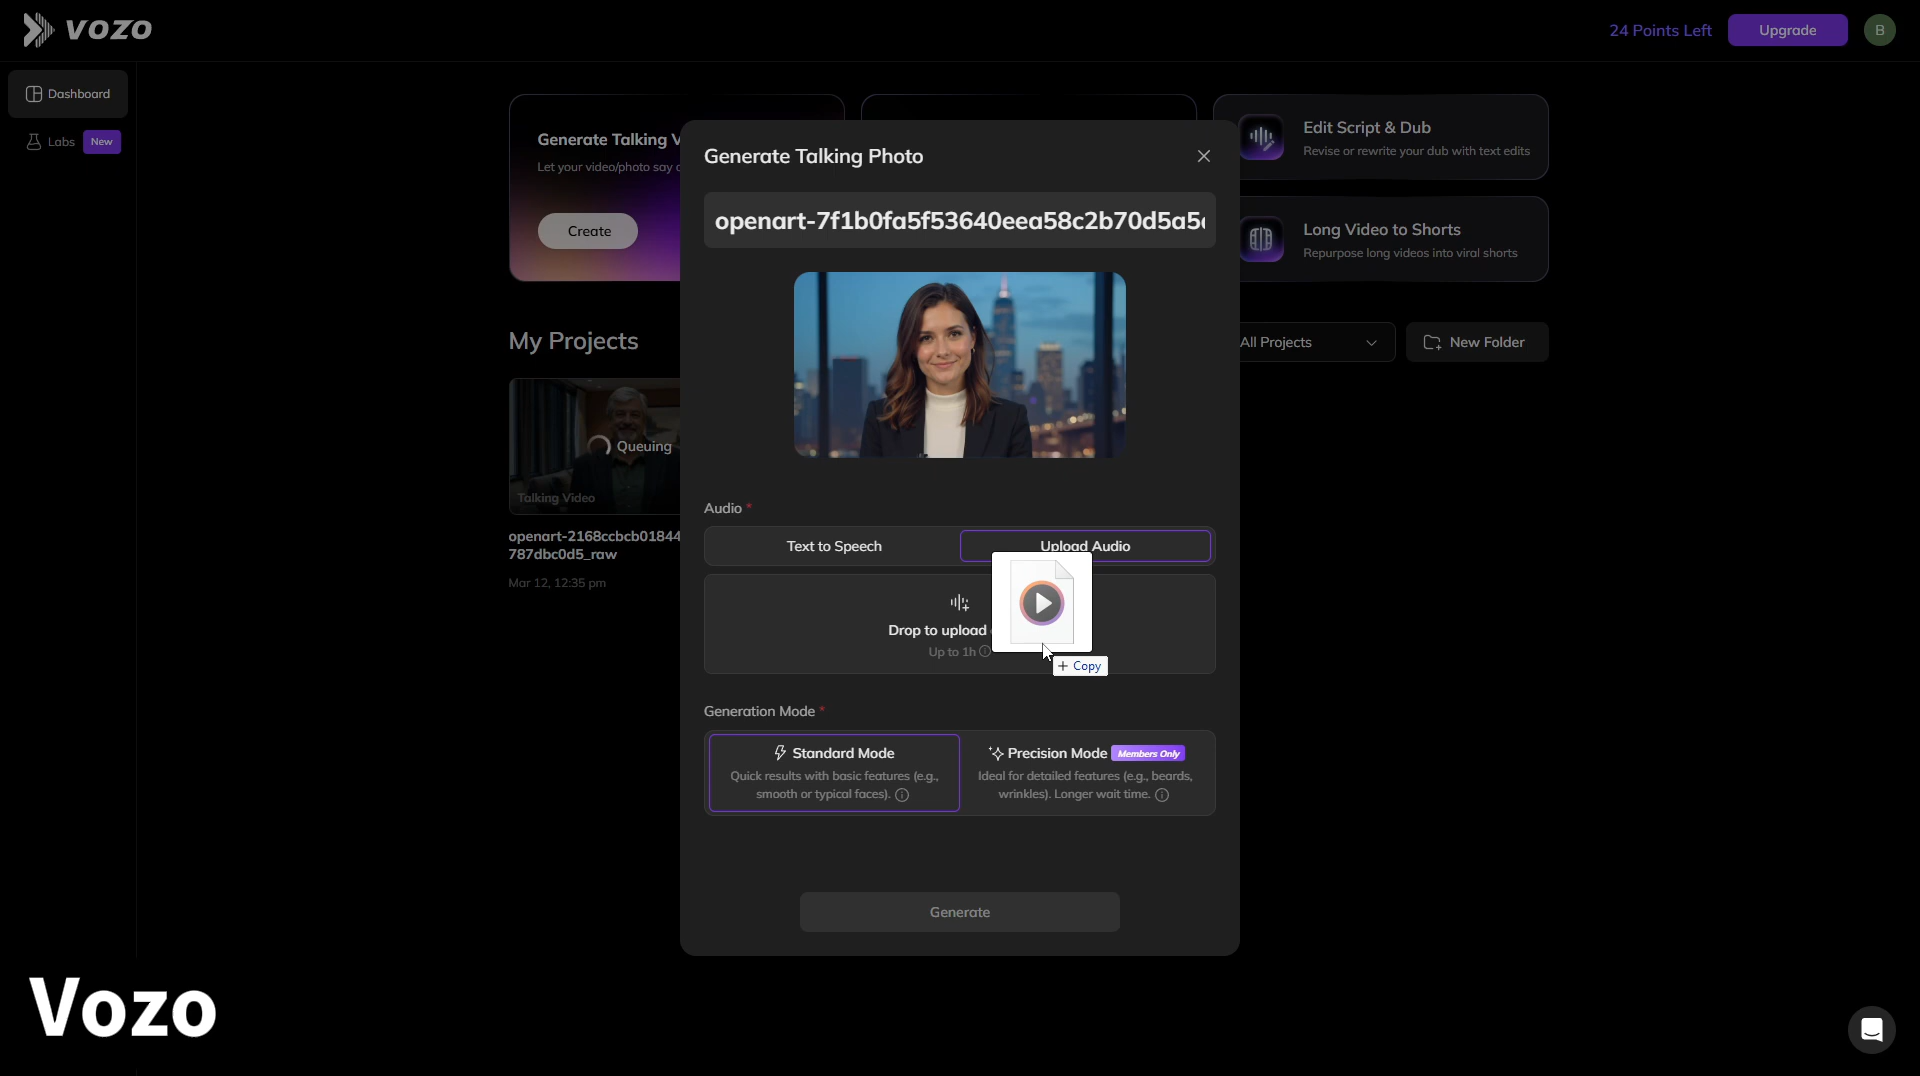 VOZO
24 Points Left
Upgrade
B
Dashboard
Labs
New
Generate Talking V
Let your video/photo say
Create
Edit Script & Dub
Revise or rewrite your dub with text edits
Long Video to Shorts
Repurpose long videos into viral shorts
My Projects
All Projects
New Folder
Queuing
Talking Video
openart-2168ccbcb01844
787dbc0d5_raw
Mar 12, 12:35 pm
Generate Talking Photo
openart-7f1b0fa5f53640eea58c2b70d5a5
Audio *
Text to Speech
Upload Audio
Drop to upload
Up to 1h
+ Copy
Generation Mode *
Standard Mode
Quick results with basic features (e.g.,
smooth or typical faces).
Precision Mode
Members Only
Ideal for detailed features (e.g., beards,
wrinkles). Longer wait time.
Generate
Vozo